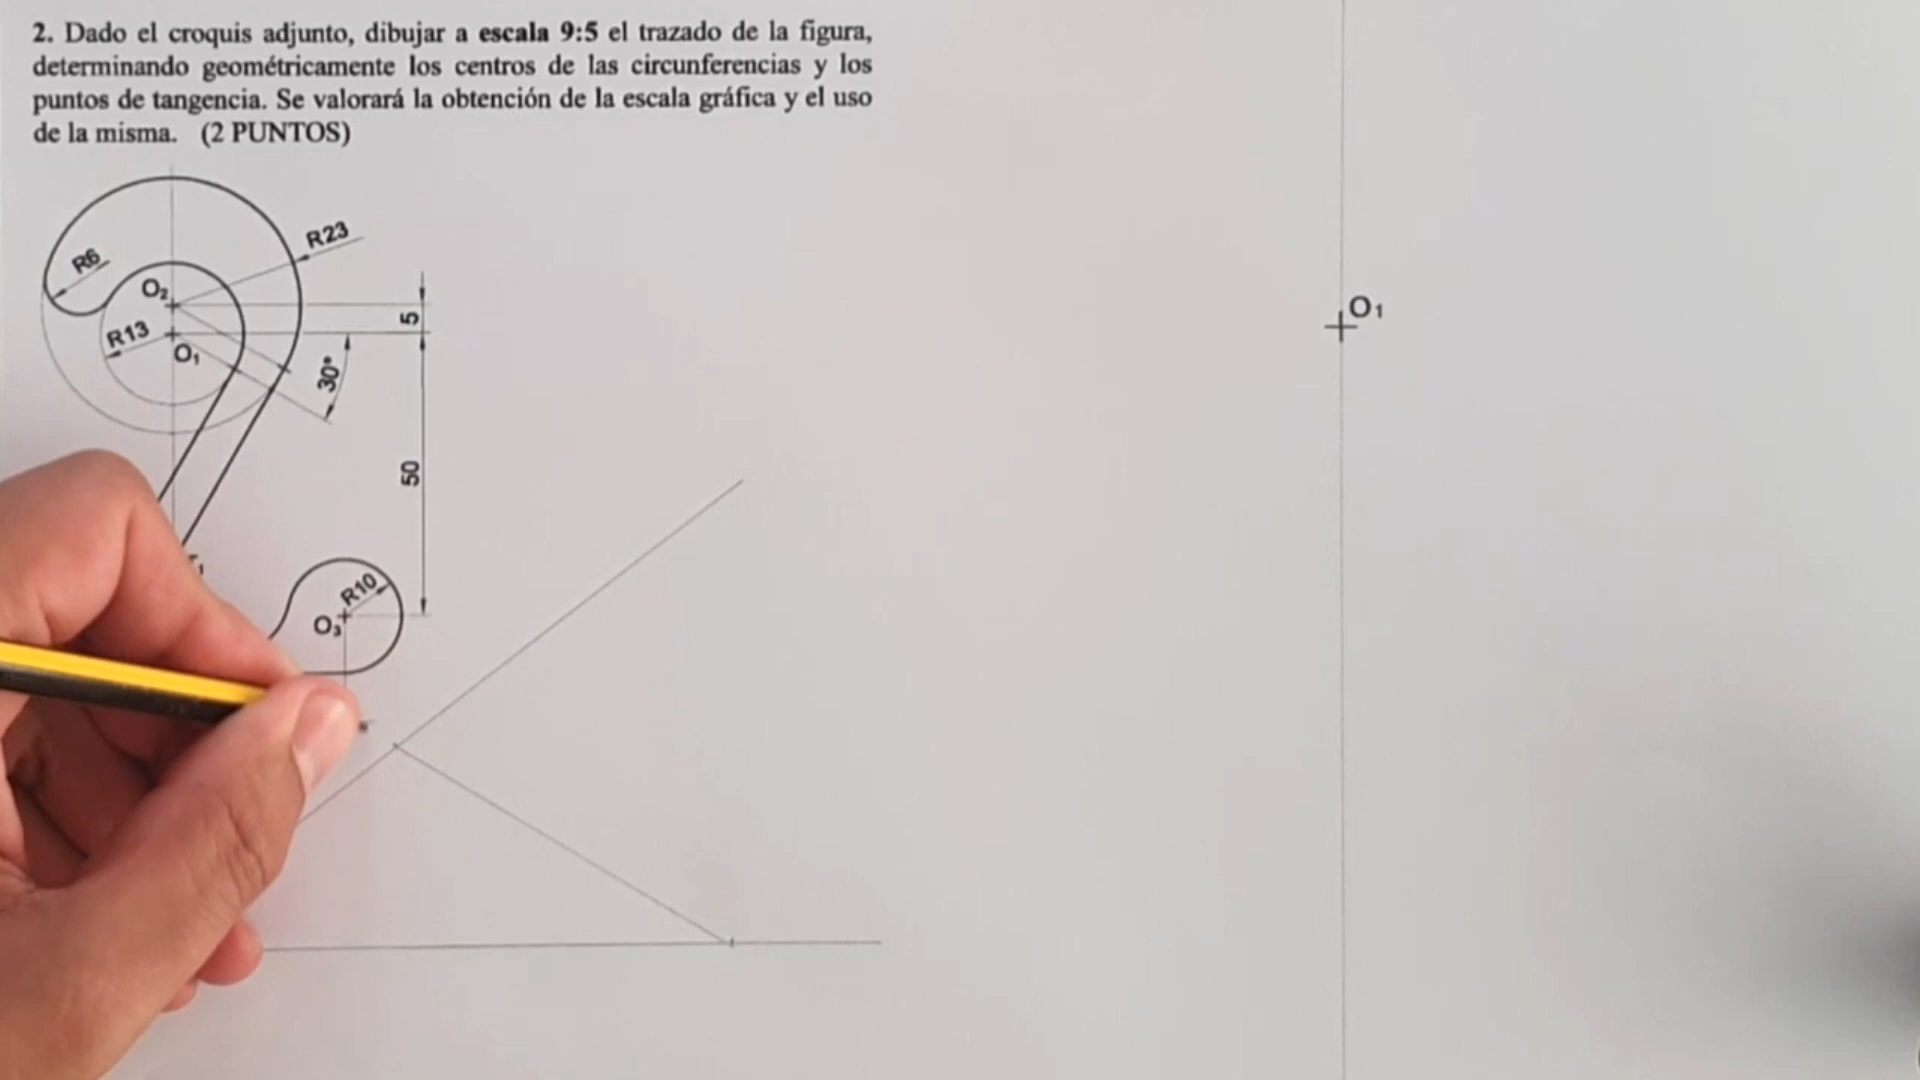 2. Dado el croquis adjunto, dibujar a escala 9:5 el trazado de la figura,
determinando geométricamente los centros de las circunferencias y los
puntos de tangencia. Se valorará la obtención de la escala gráfica y el uso
de la misma. (2 PUNTOS)
R23
R6
O₂
O₁
5
R13
O₁
30°
50
R10
O₃